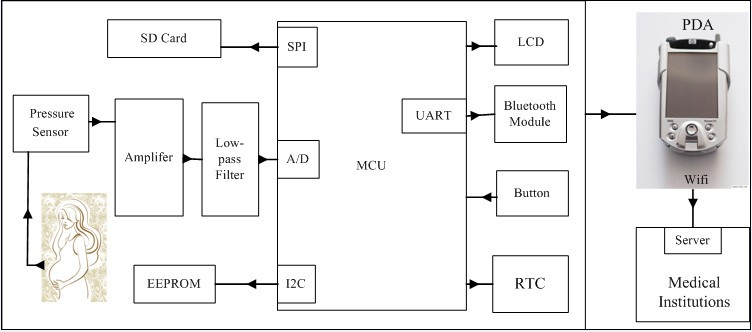 SD Card
SPI
LCD
PDA
Pressure
Sensor
Amplifer
Low-
pass
Filter
A/D
MCU
UART
Bluetooth
Module
Button
Wifi
Server
Medical
Institutions
EEPROM
I2C
RTC